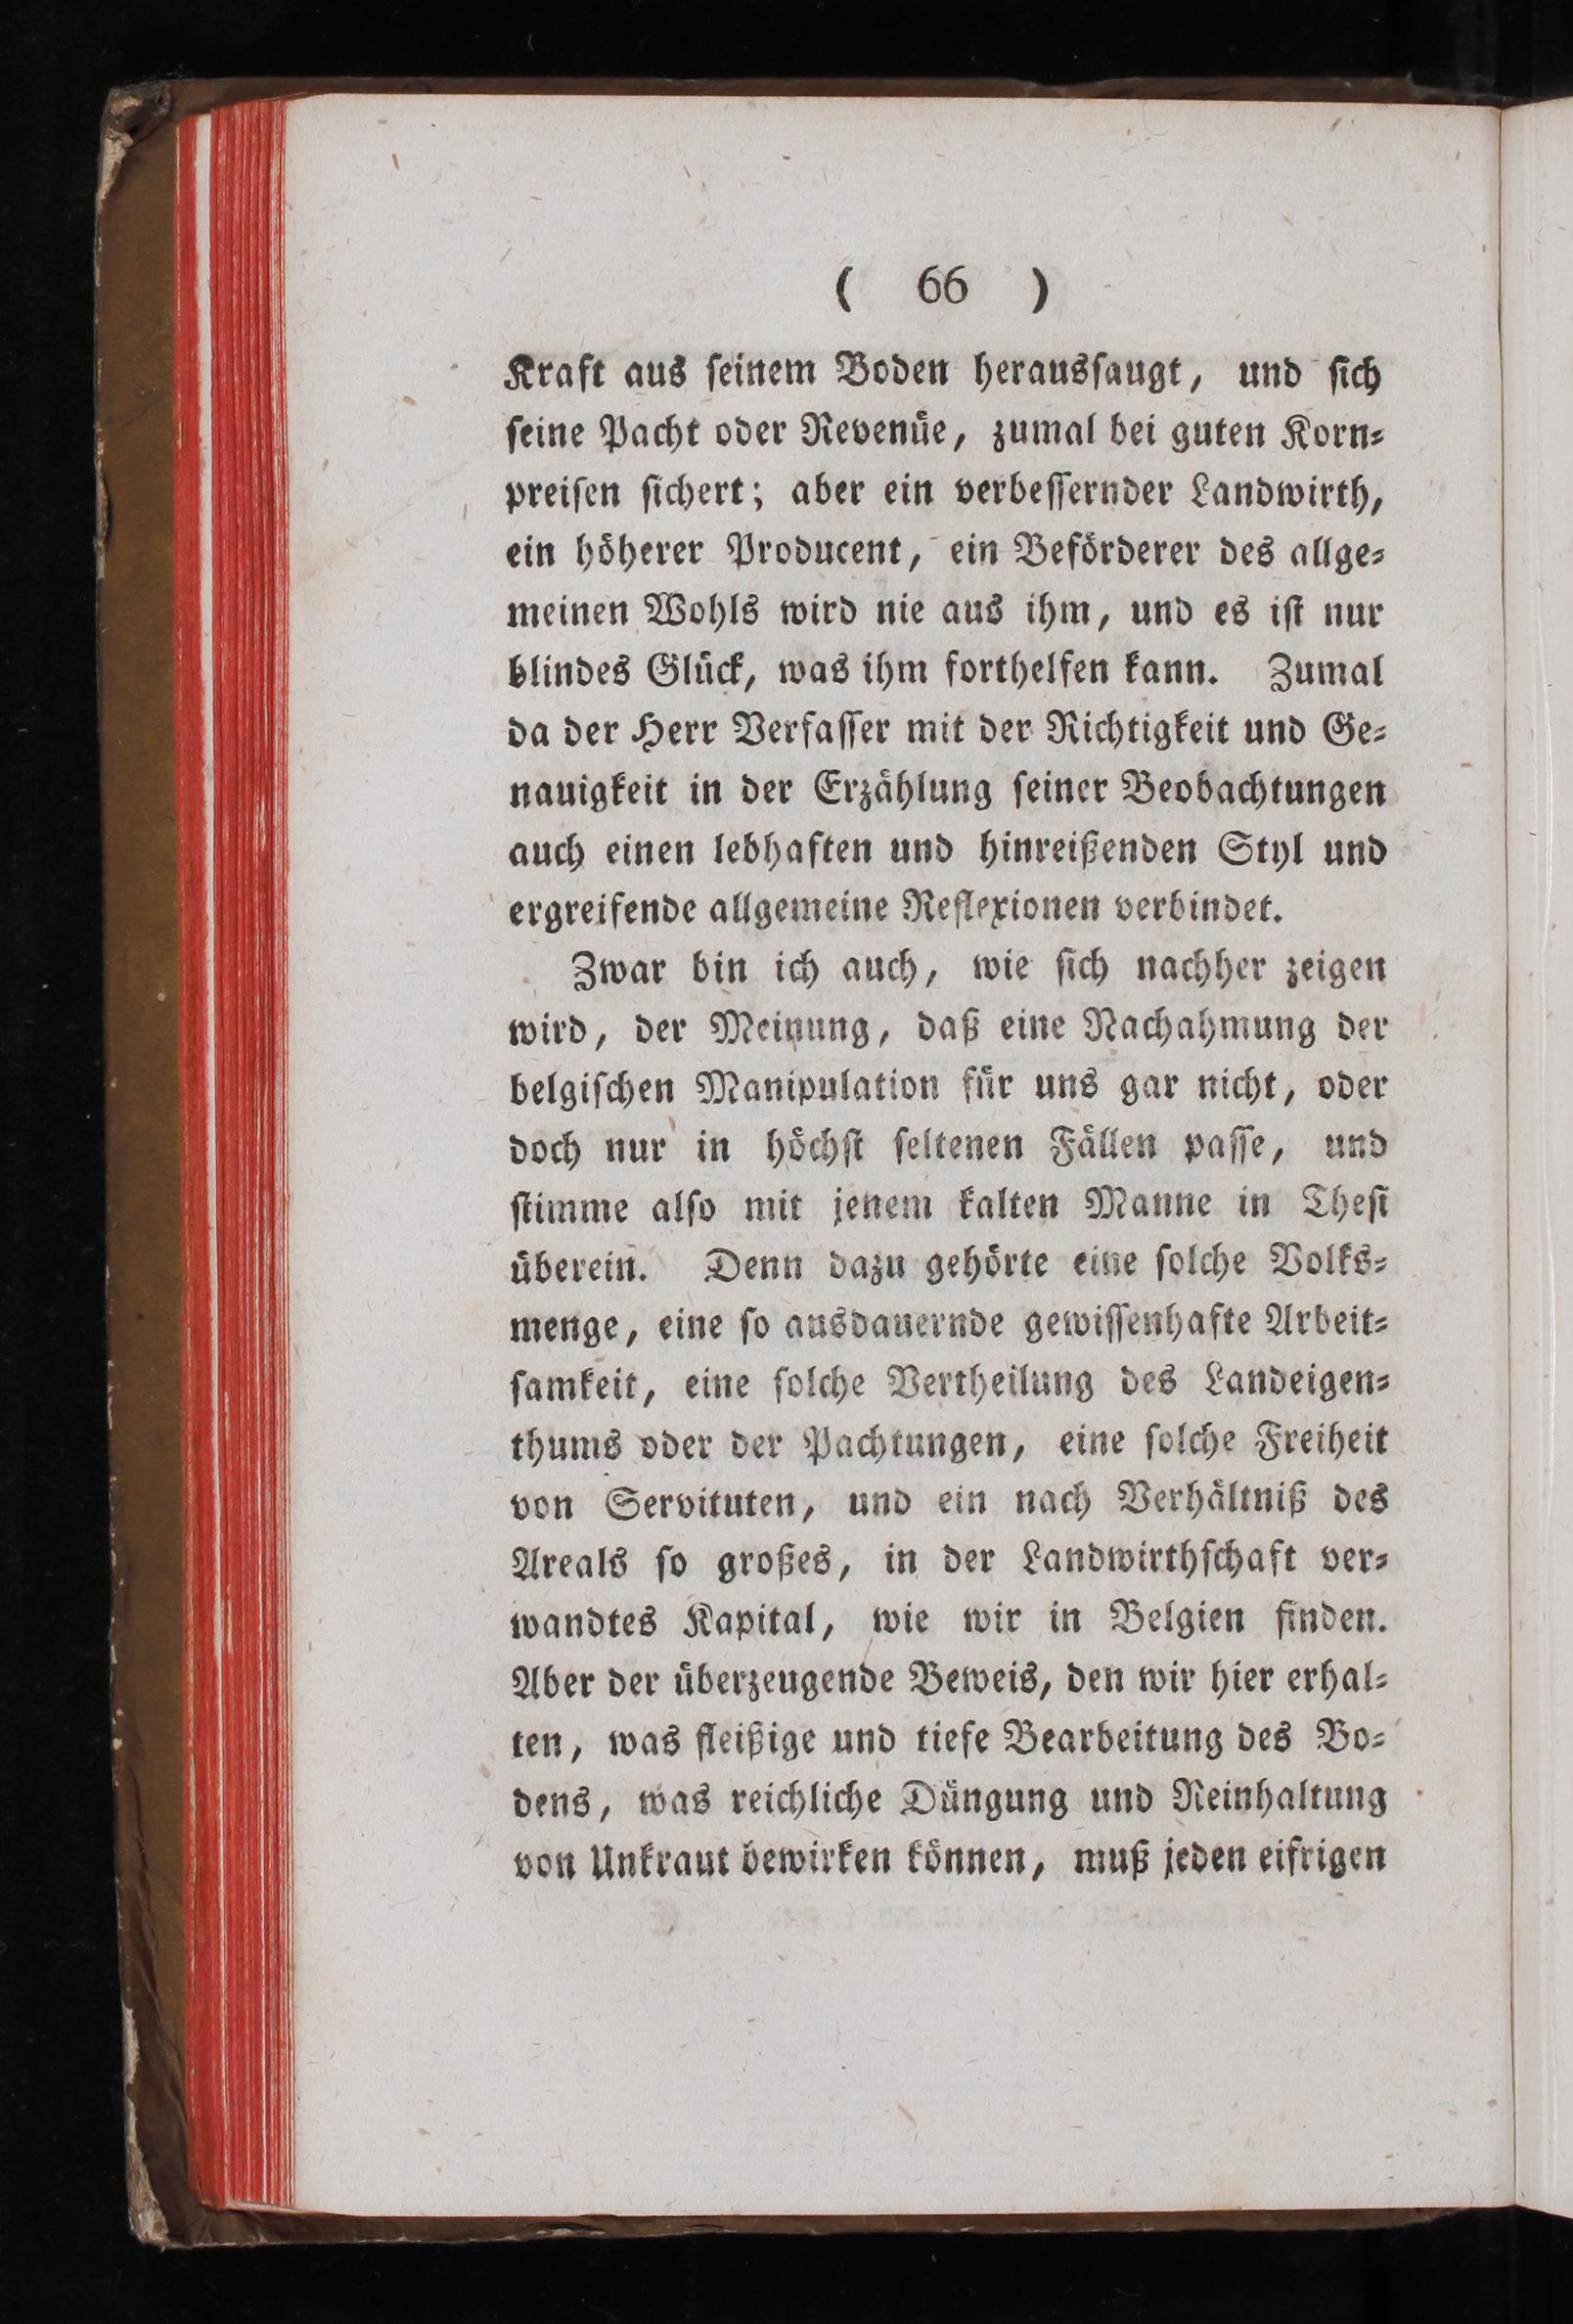 ( 66 )
Kraft aus ſeinem Boden herausſaugt, und ſich
ſeine Pacht oder Revenüe, zumal bei guten Korn⸗
preiſen ſichert; aber ein verbeſſernder Landwirth,
ein höherer Producent, ein Beförderer des allge⸗
meinen Wohls wird nie aus ihm, und es iſt nur
blindes Glück, was ihm forthelfen kann. Zumal
da der Herr Verfaſſer mit der Richtigkeit und Ge⸗
nauigkeit in der Erzählung ſeiner Beobachtungen
auch einen lebhaften und hinreißenden Styl und
ergreifende allgemeine Reflexionen verbindet.
Zwar bin ich auch, wie ſich nachher zeigen
wird, der Meinung, daß eine Nachahmung der
belgiſchen Manipulation für uns gar nicht, oder
doch nur in höchſt ſeltenen Fällen paſſe, und
ſtimme alſo mit jenem kalten Manne in Theſi
überein. Denn dazu gehörte eine ſolche Volks⸗
menge, eine ſo ausdauernde gewiſſenhafte Arbeit⸗
ſamkeit, eine ſolche Vertheilung des Landeigen⸗
thums oder der Pachtungen, eine ſolche Freiheit
von Servituten, und ein nach Verhältniß des
Areals ſo großes, in der Landwirthſchaft ver⸗
wandtes Kapital, wie wir in Belgien finden.
Aber der überzeugende Beweis, den wir hier erhal⸗
ten, was fleißige und tiefe Bearbeitung des Bo⸗
dens, was reichliche Düngung und Reinhaltung
von Unkraut bewirken können, muß jeden eifrigen